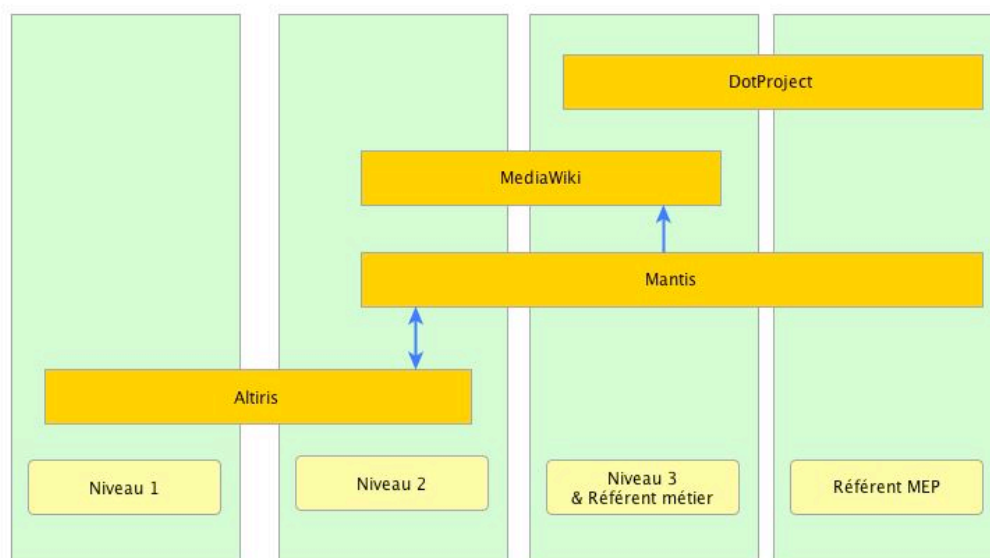 DotProject
MediaWiki
Mantis
Altiris
Niveau 1
Niveau 2
Niveau 3
& Référent métier
Référent MEP